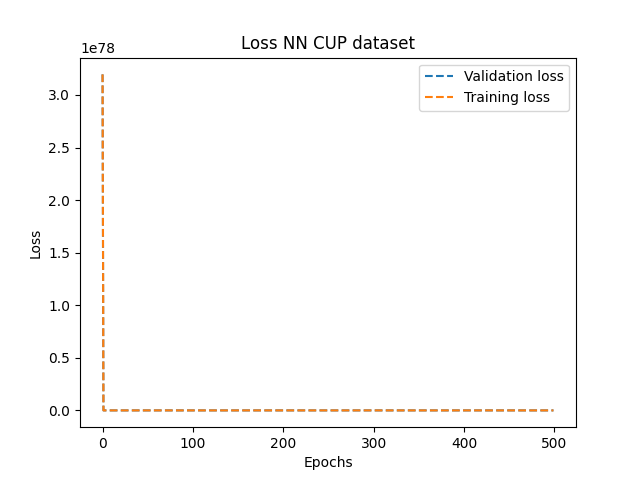 Loss NN CUP dataset
1e78
Validation loss
Training loss
3.0
2.5
2.0
1.5
1.0
0.5
0.0
Loss
0 100 200 300 400 500
Epochs